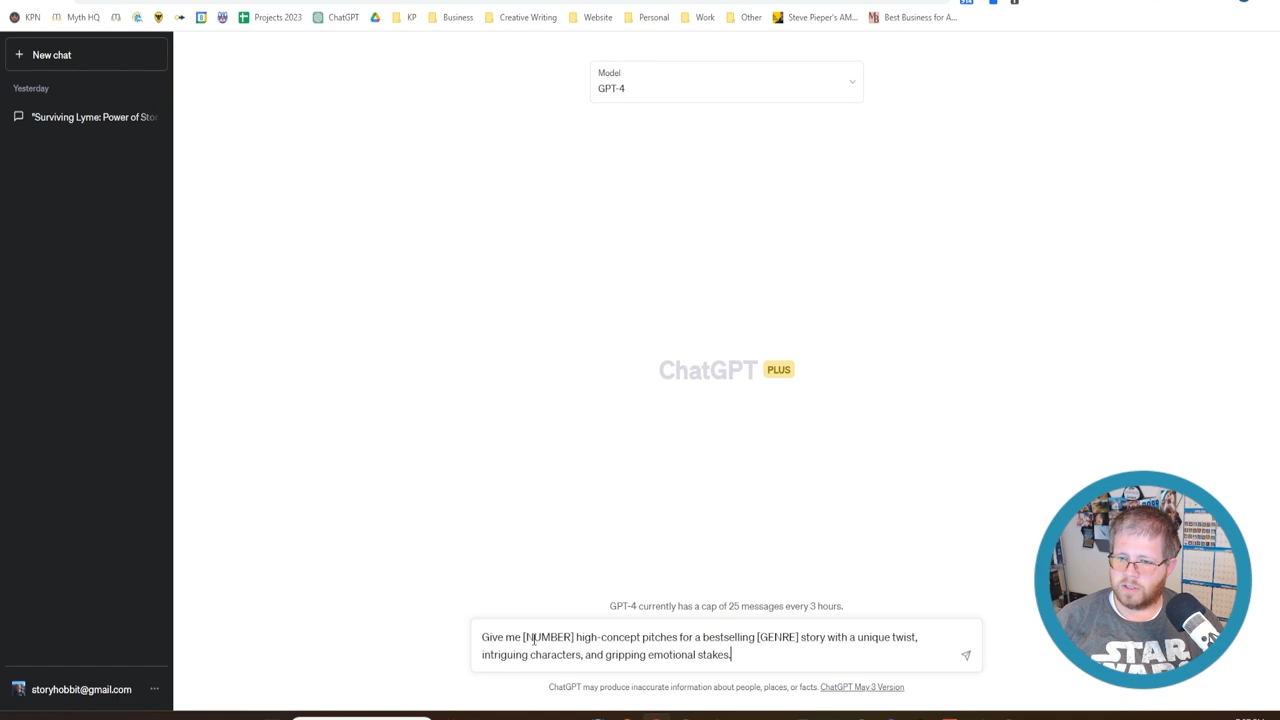 KPN Myth HQ Projects 2023 ChatGPT KP Business Creative Writing Website Personal Work Other Steve Pieper's AM... Best Business for A...
New chat
Model
GPT-4
Yesterday
"Surviving Lyme: Power of Stor
ChatGPT PLUS
GPT-4 currently has a cap of 25 messages every 3 hours.
Give me [NUMBER] high-concept pitches for a bestselling [GENRE] story with a unique twist,
intriguing characters, and gripping emotional stakes.
storyhobbit@gmail.com
ChatGPT may produce inaccurate information about people, places, or facts. ChatGPT May 3 Version
STAR
WARS